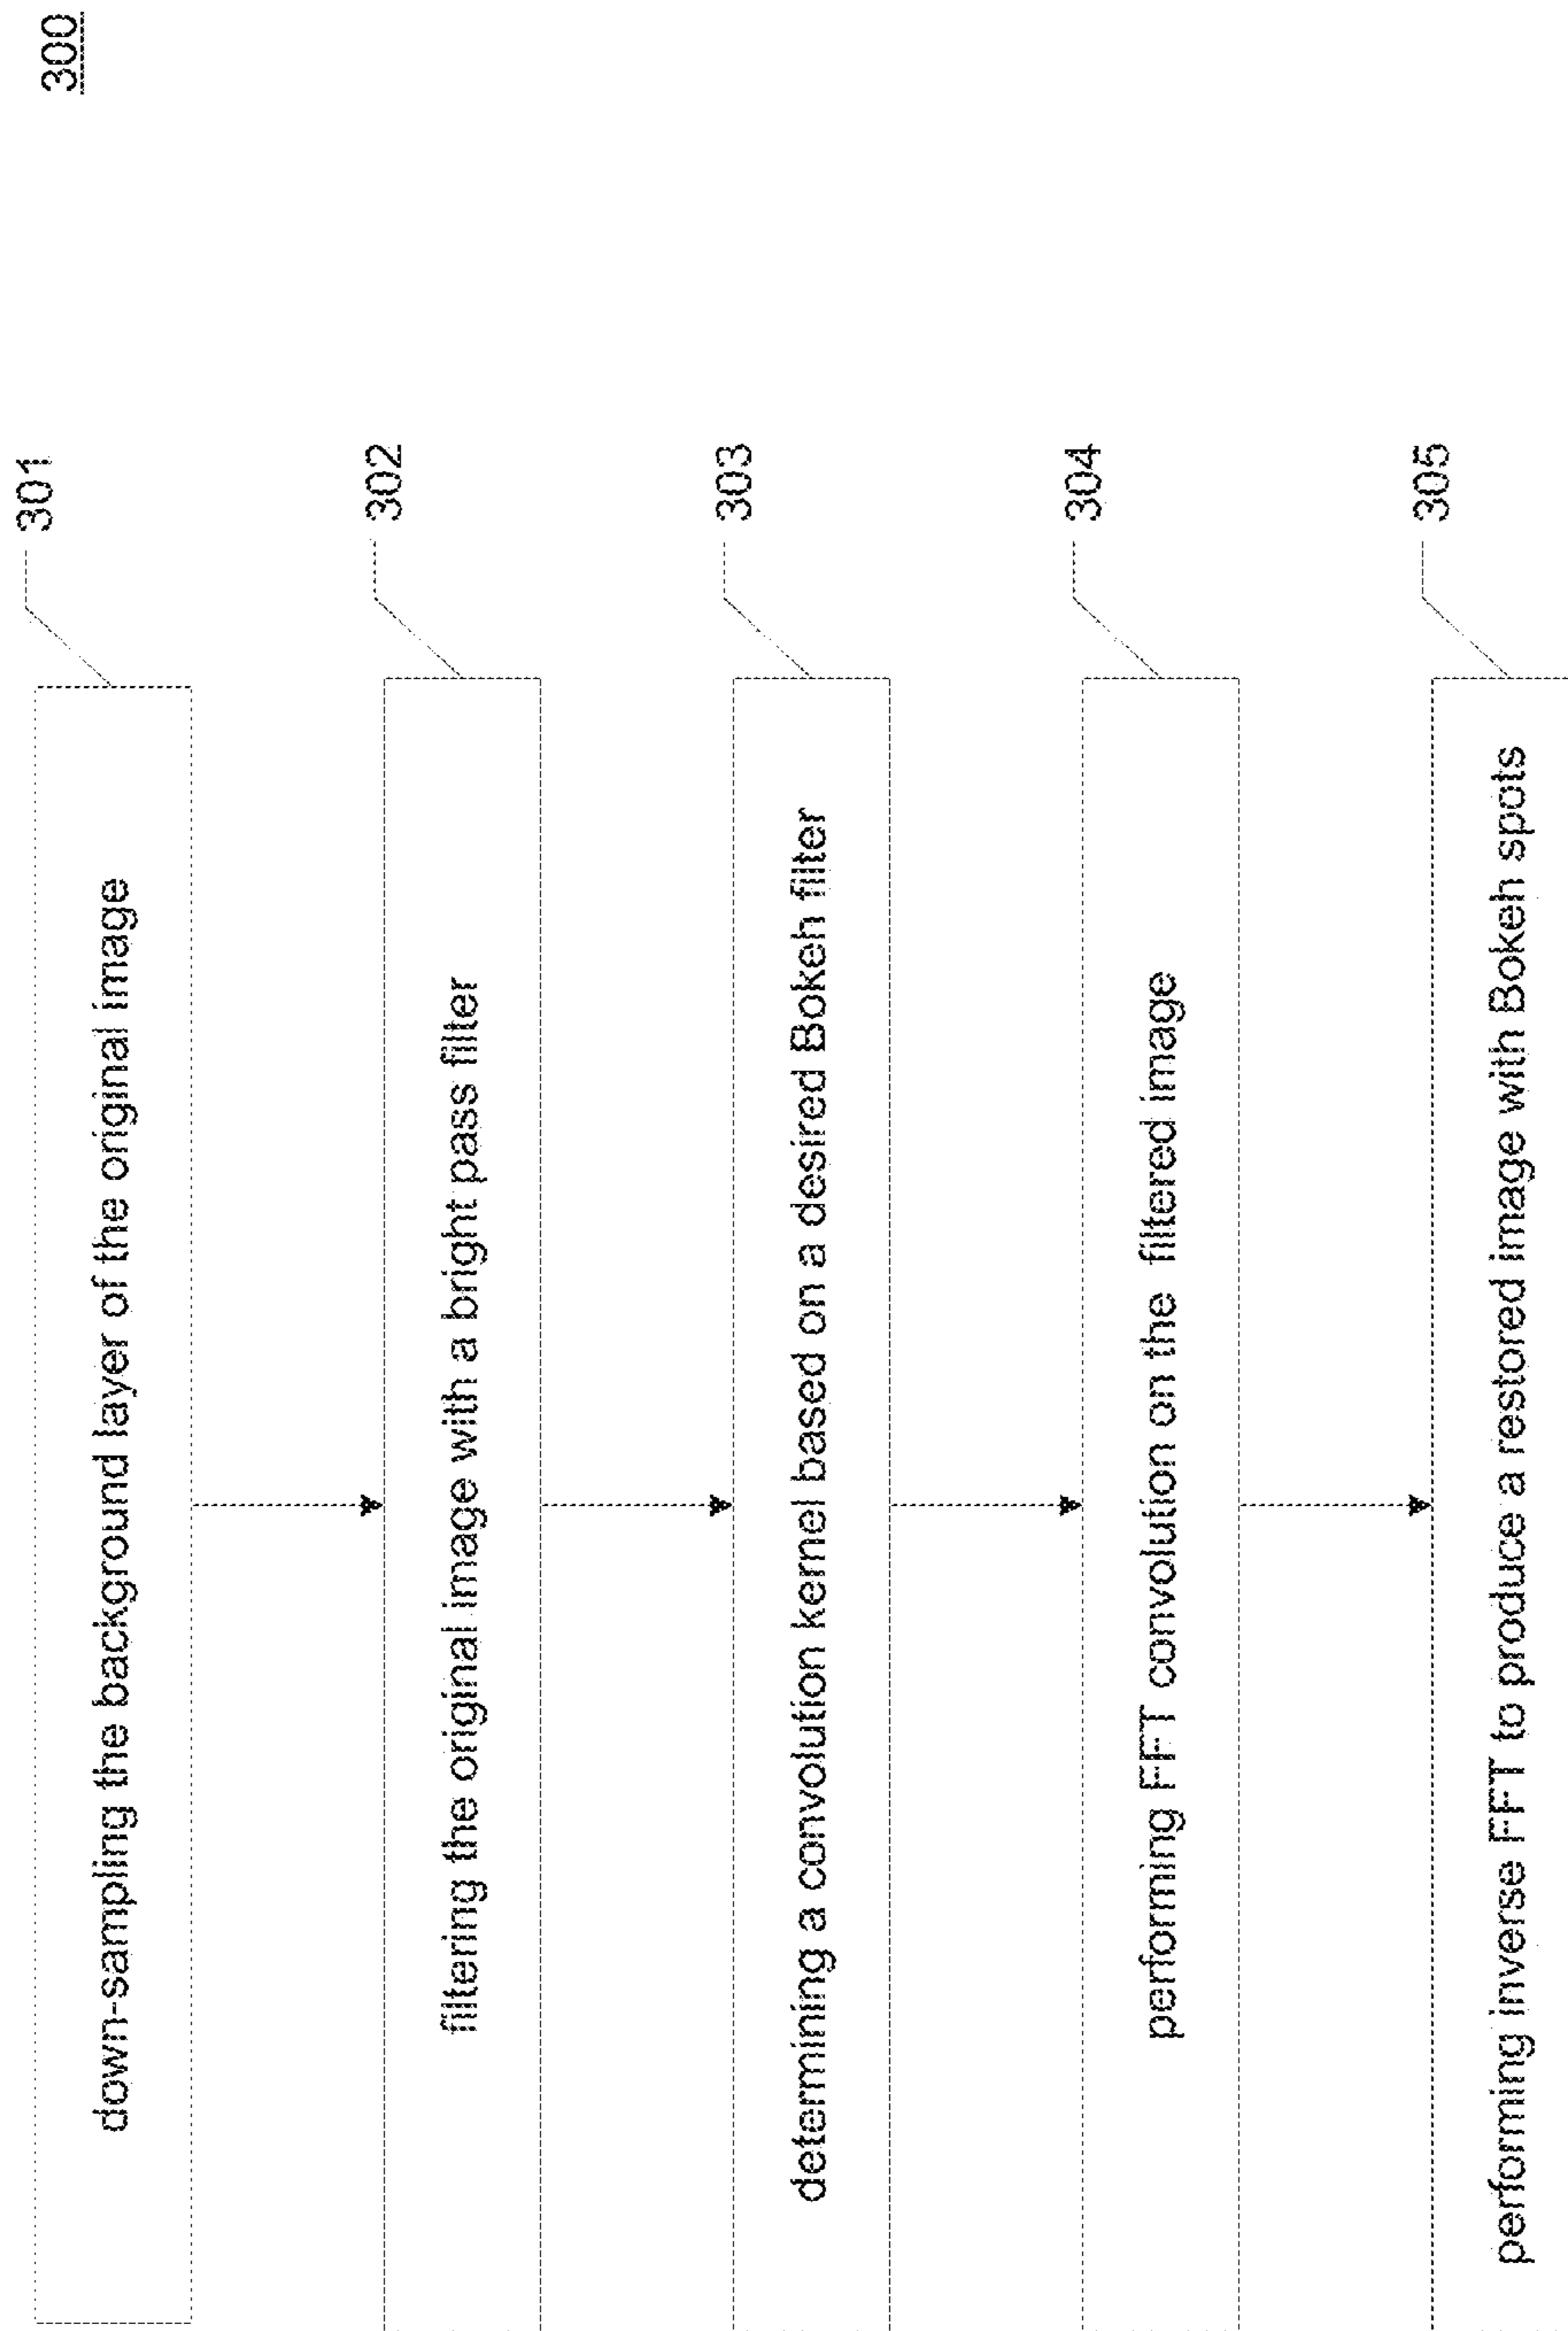 300
301
down-sampling the background layer of the original image
302
filtering the original image with a bright pass filter
303
determining a convolution kernel based on a desired Bokeh filter
304
performing FFT convolution on the filtered image
305
performing inverse FFT to produce a restored image with Bokeh spots